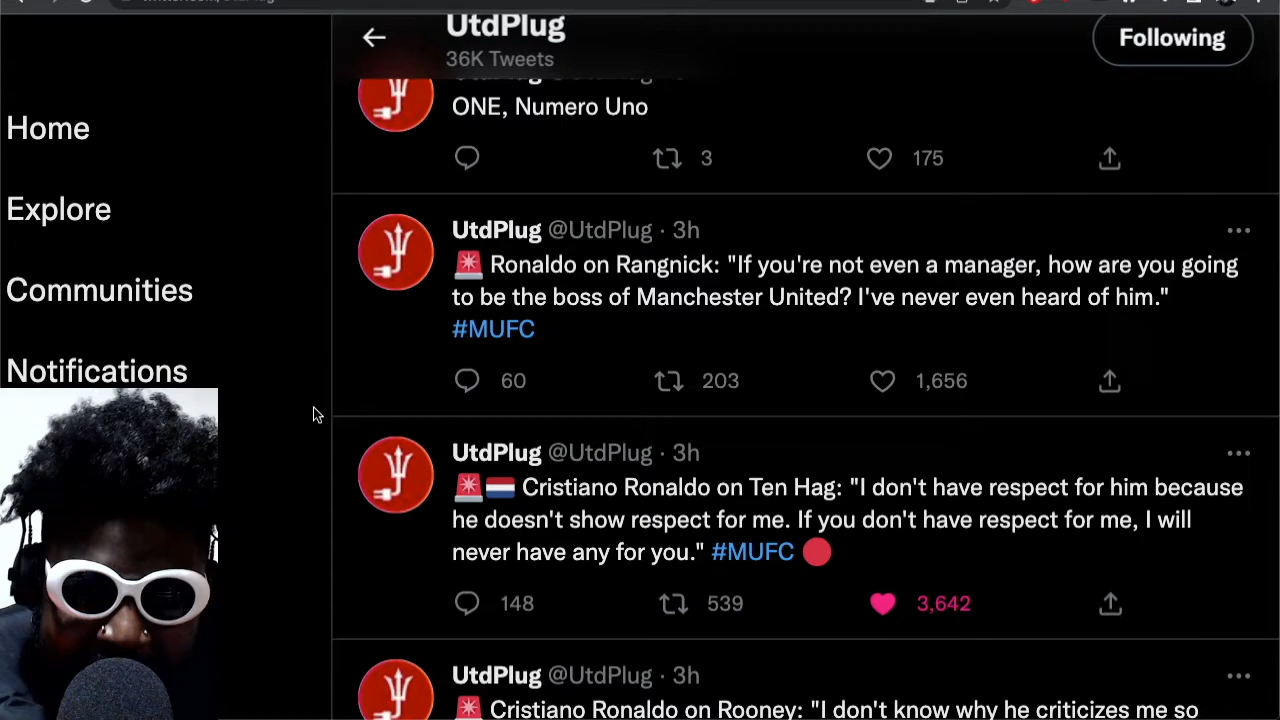 UtdPlug
36K Tweets
Following
ONE, Numero Uno
3
175
Home
Explore
Communities
Notifications
UtdPlug @UtdPlug · 3h
Ronaldo on Rangnick: "If you're not even a manager, how are you going
to be the boss of Manchester United? I've never even heard of him."
#MUFC
60
203
1,656
UtdPlug @UtdPlug · 3h
Cristiano Ronaldo on Ten Hag: "I don't have respect for him because
he doesn't show respect for me. If you don't have respect for me, I will
never have any for you." #MUFC
148
539
3,642
UtdPlug @UtdPlug · 3h
Cristiano Ronaldo on Rooney: "I don't know why he criticizes me so